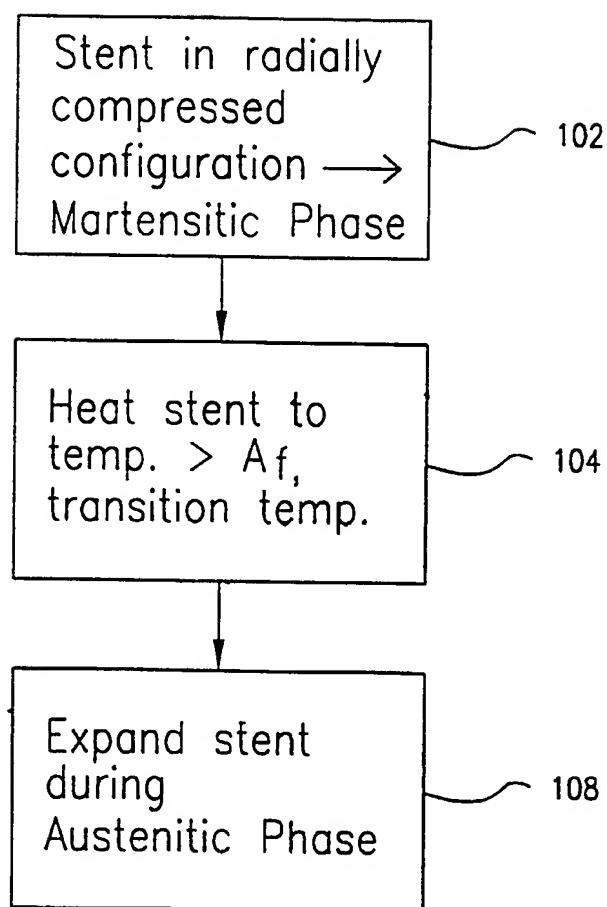 Stent in radially
compressed
configuration →
Martensitic Phase
102
Heat stent to
temp. > Af,
transition temp.
104
Expand stent
during
Austenitic Phase
108